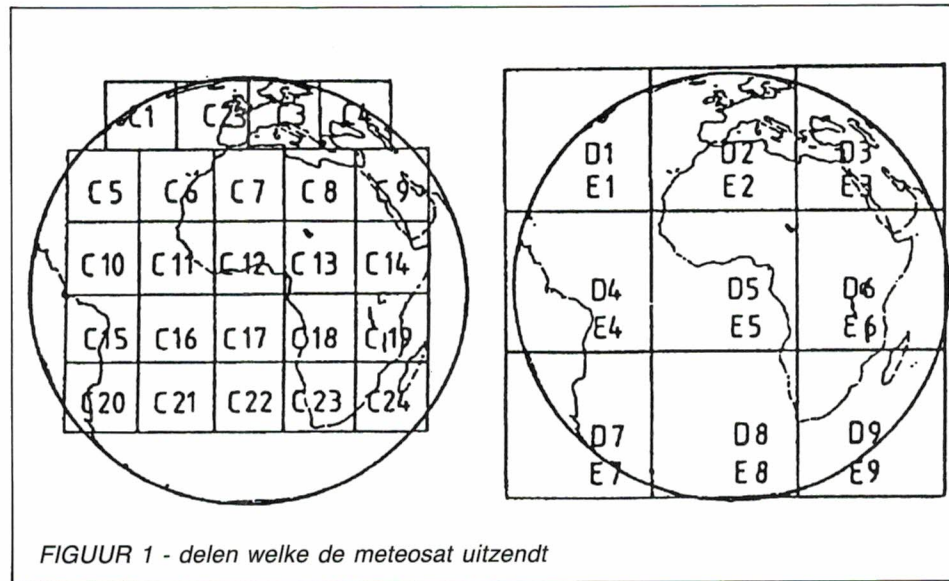 C1 C2 C3 C4
C5 C6 C7 C8 C9
C10 C11 C12 C13 C14
C15 C16 C17 C18 C19
C20 C21 C22 C23 C24
D1 D2 D3
E1 E2 E3
D4 D5 D6
E4 E5 E6
D7 D8 D9
E7 E8 E9
FIGUUR 1 - delen welke de meteosat uitzendt